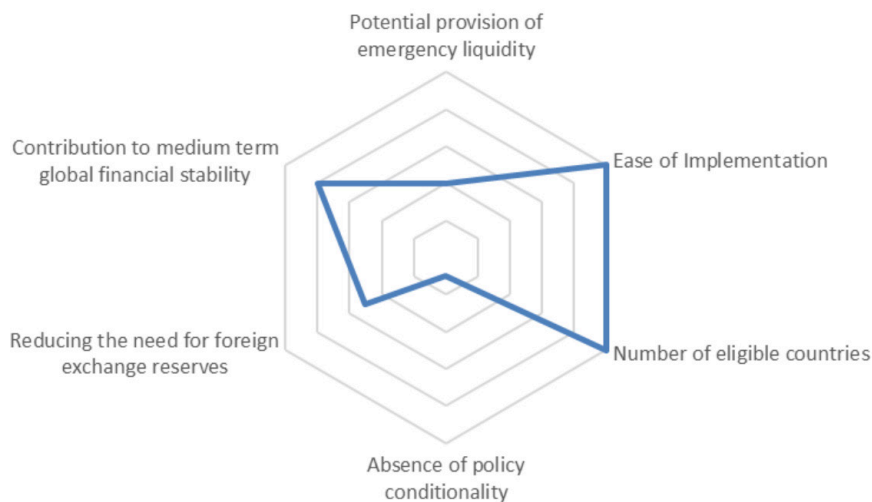 Potential provision of
emergency liquidity
Contribution to medium term
global financial stability
Ease of Implementation
Reducing the need for foreign
exchange reserves
Number of eligible countries
Absence of policy
conditionality